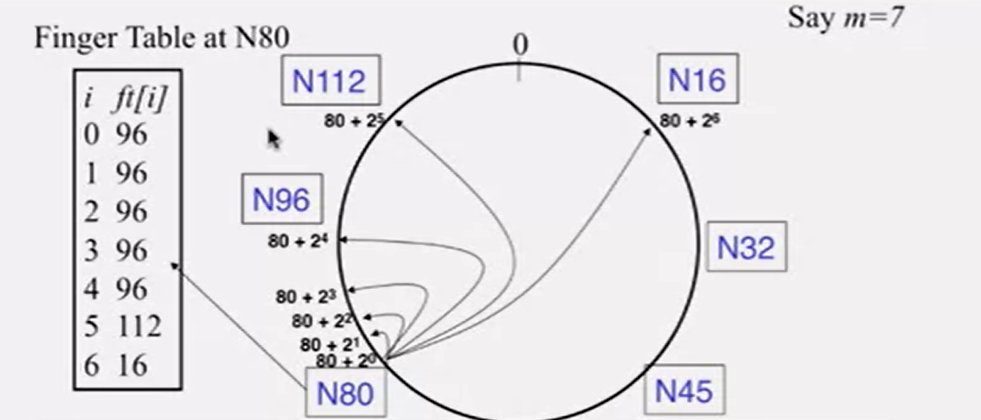 Say m=7
Finger Table at N80
0
i ft[i]
0 96
1 96
2 96
3 96
4 96
5 112
6 16
N112
N16
80 + 2⁵
80 + 2⁶
N96
80 + 2⁴
N32
80 + 2³
80 + 2²
80 + 2¹
80 + 2⁰
N80
N45